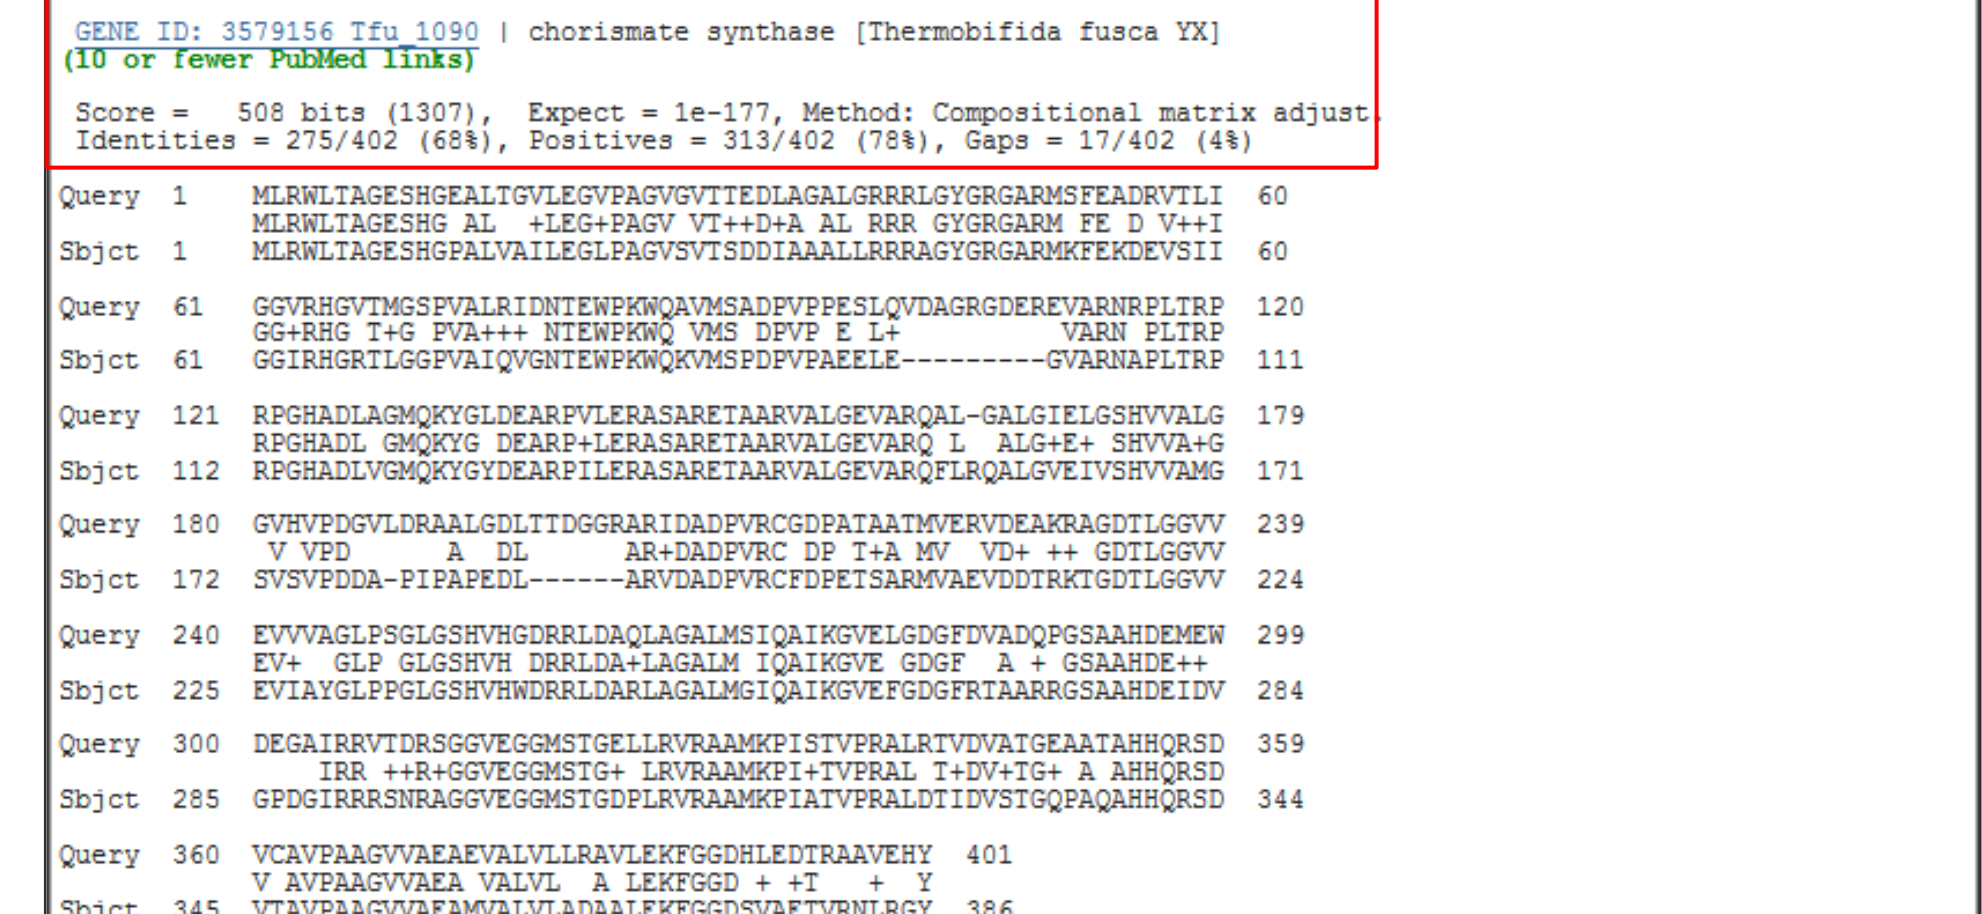 GENE ID: 3579156 Tfu_1090 | chorismate synthase [Thermobifida fusca YX]
(10 or fewer PubMed links)
Score =   508 bits (1307),  Expect = 1e-177, Method: Compositional matrix adjust.
Identities = 275/402 (68%), Positives = 313/402 (78%), Gaps = 17/402 (4%)
Query  1    MLRWLTAGESHGEALTGVLEGVPAGVGVTTEDLAGALGRRRLGYGRGARMSFEADRVTLI  60
            MLRWLTAGESHG AL  +LEG+PAGV VT++D+A AL RRR GYGRGARM FE D V++I
Sbjct  1    MLRWLTAGESHGPALVAILEGLPAGVSVTSDDIAAALLRRRAGYGRGARMKFEKDEVSII  60
Query  61   GGVRHGVTMGSPVALRIDNTEWPKWQAVMSADPVPPESLQVDAGRGDEREVARNRPLTRP  120
            GG+RHG T+G PVA+++ NTEWPKWQ VMS DPVP E L+          VARN PLTRP
Sbjct  61   GGIRHGRTLGGPVAIQVGNTEWPKWQKVMSPDPVPAEELE---------GVARNAPLTRP  111
Query  121  RPGHADLAGMQKYGLDEARPVLERASARETAARVALGEVARQAL-GALGIELGSHVVALG  179
            RPGHADL GMQKYG DEARP+LERASARETAARVALGEVARQ L  ALG+E+ SHVVA+G
Sbjct  112  RPGHADLVGMQKYGYDEARPILERASARETAARVALGEVARQFLRQALGVEIVSHVVAMG  171
Query  180  GVHVPDGVLDRAALGDLTTDGGRARIDADPVRCGDPATAATMVERVDEAKRAGDTLGGVV  239
             V VPD      A  DL      AR+DADPVRC DP T+A MV  VD+ ++ GDTLGGVV
Sbjct  172  SVSVPDDA-PIPAPEDL------ARVDADPVRCFDPETSARMVAEVDDTRKTGDTLGGVV  224
Query  240  EVVVAGLPSGLGSHVHGDRRLDAQLAGALMSIQAIKGVELGDGFDVADQPGSAAHDEMEW  299
            EV+  GLP GLGSHVH DRRLDA+LAGALM IQAIKGVE GDGF  A + GSAAHDE++
Sbjct  225  EVIAYGLPPGLGSHVHWDRRLDARLAGALMGIQAIKGVEFGDGFRTAARRGSAAHDEIDV  284
Query  300  DEGAIRRVTDRSGGVEGGMSTGELLRVRAAMKPISTVPRALRTVDVATGEAATAHHQRSD  359
                IRR ++R+GGVEGGMSTG+ LRVRAAMKPI+TVPRAL T+DV+TG+ A AHHQRSD
Sbjct  285  GPDGIRRRSNRAGGVEGGMSTGDPLRVRAAMKPIATVPRALDTIDVSTGQPAQAHHQRSD  344
Query  360  VCAVPAAGVVAEAEVALVLLRAVLEKFGGDHLEDTRAAVEHY  401
            V AVPAAGVVAEA VALVL  A LEKFGGD + +T   +  Y
Sbjct  345  VTAVPAAGVVAEAMVALVLADAALEKFGGDSVAETVRNLRGY  386